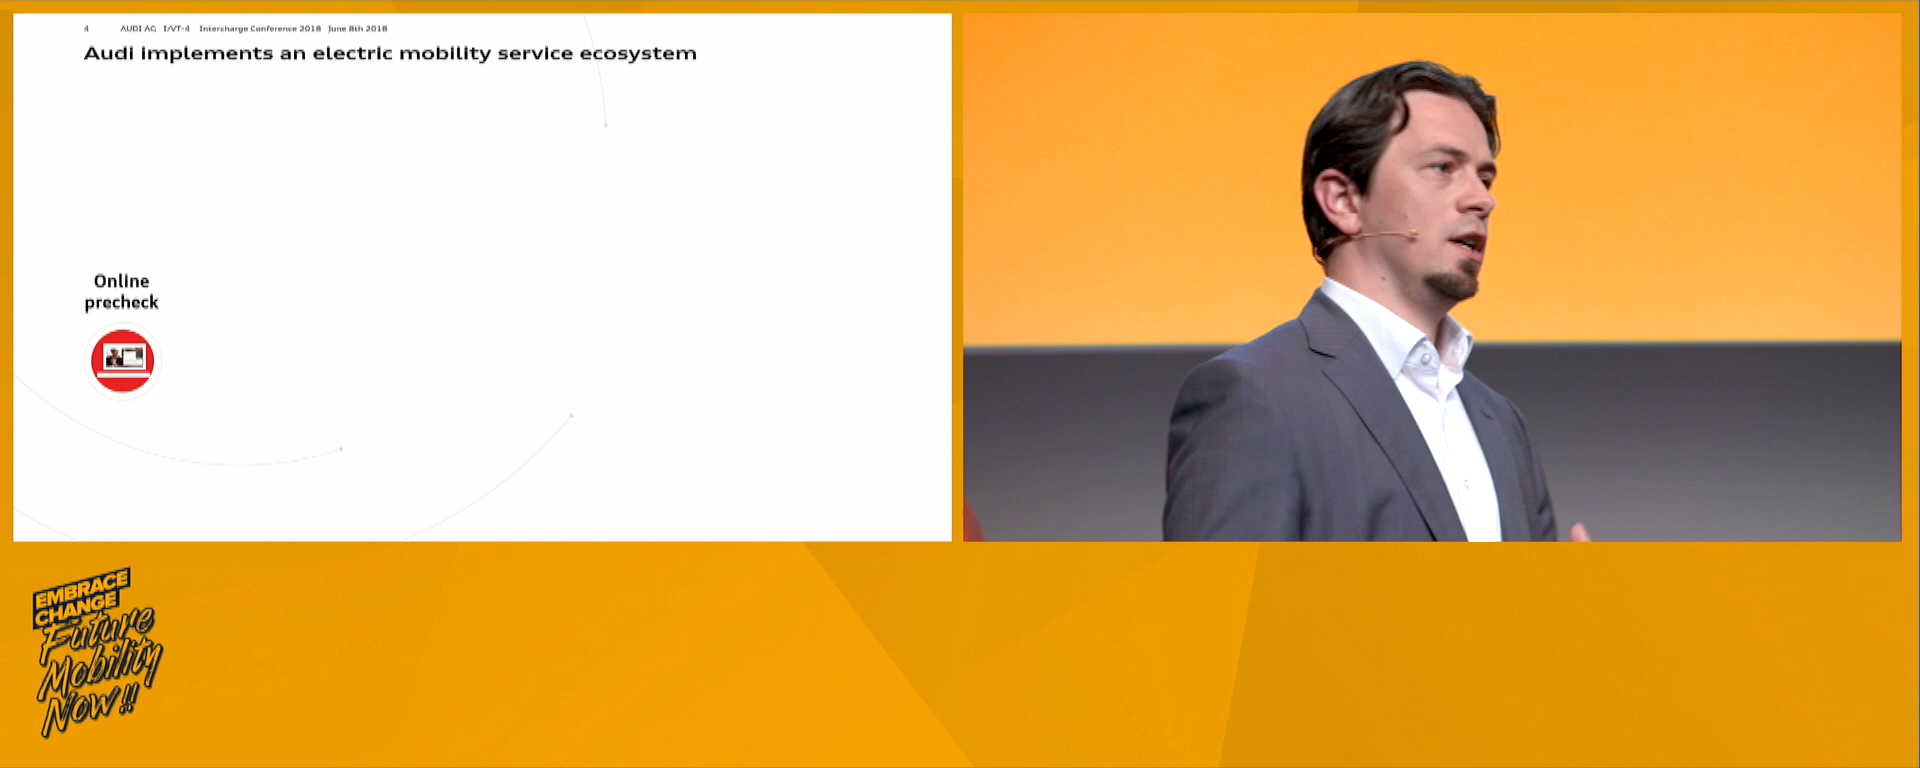 4 AUDI AG I/VT-4 Intercharge Conference 2018 June 8th 2018
Audi implements an electric mobility service ecosystem
Online
precheck
EMBRACE
CHANGE
Future
Mobility
Now!!